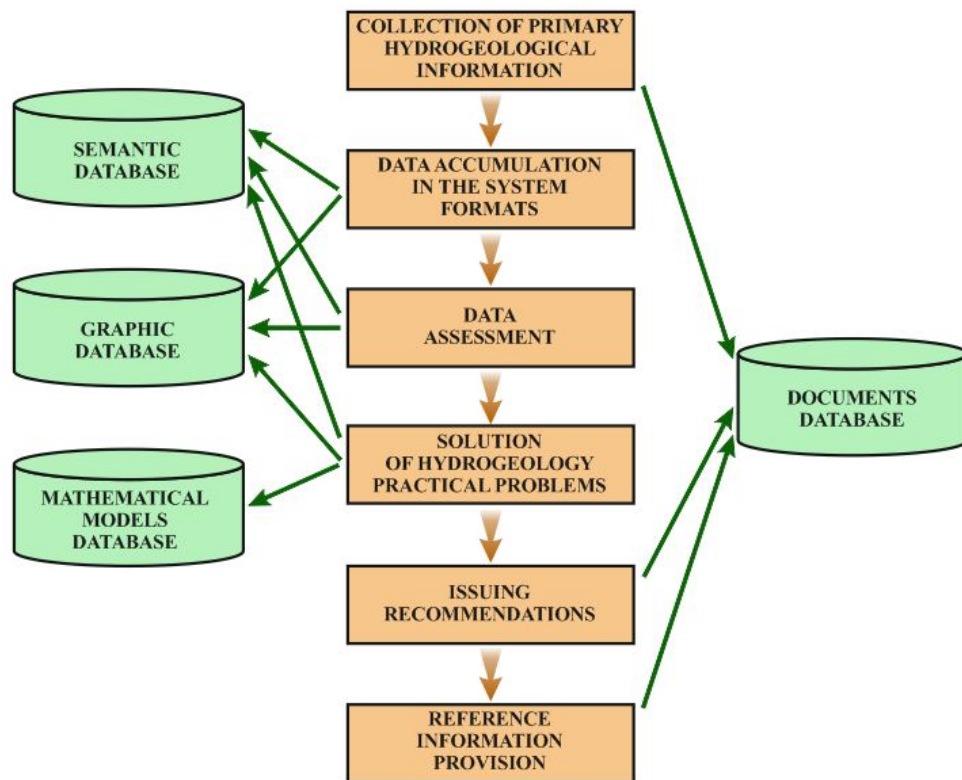 COLLECTION OF PRIMARY
HYDROGEOLOGICAL
INFORMATION
SEMANTIC
DATABASE
DATA ACCUMULATION
IN THE SYSTEM
FORMATS
GRAPHIC
DATABASE
DATA
ASSESSMENT
DOCUMENTS
DATABASE
SOLUTION
OF HYDROGEOLOGY
PRACTICAL PROBLEMS
MATHEMATICAL
MODELS
DATABASE
ISSUING
RECOMMENDATIONS
REFERENCE
INFORMATION
PROVISION